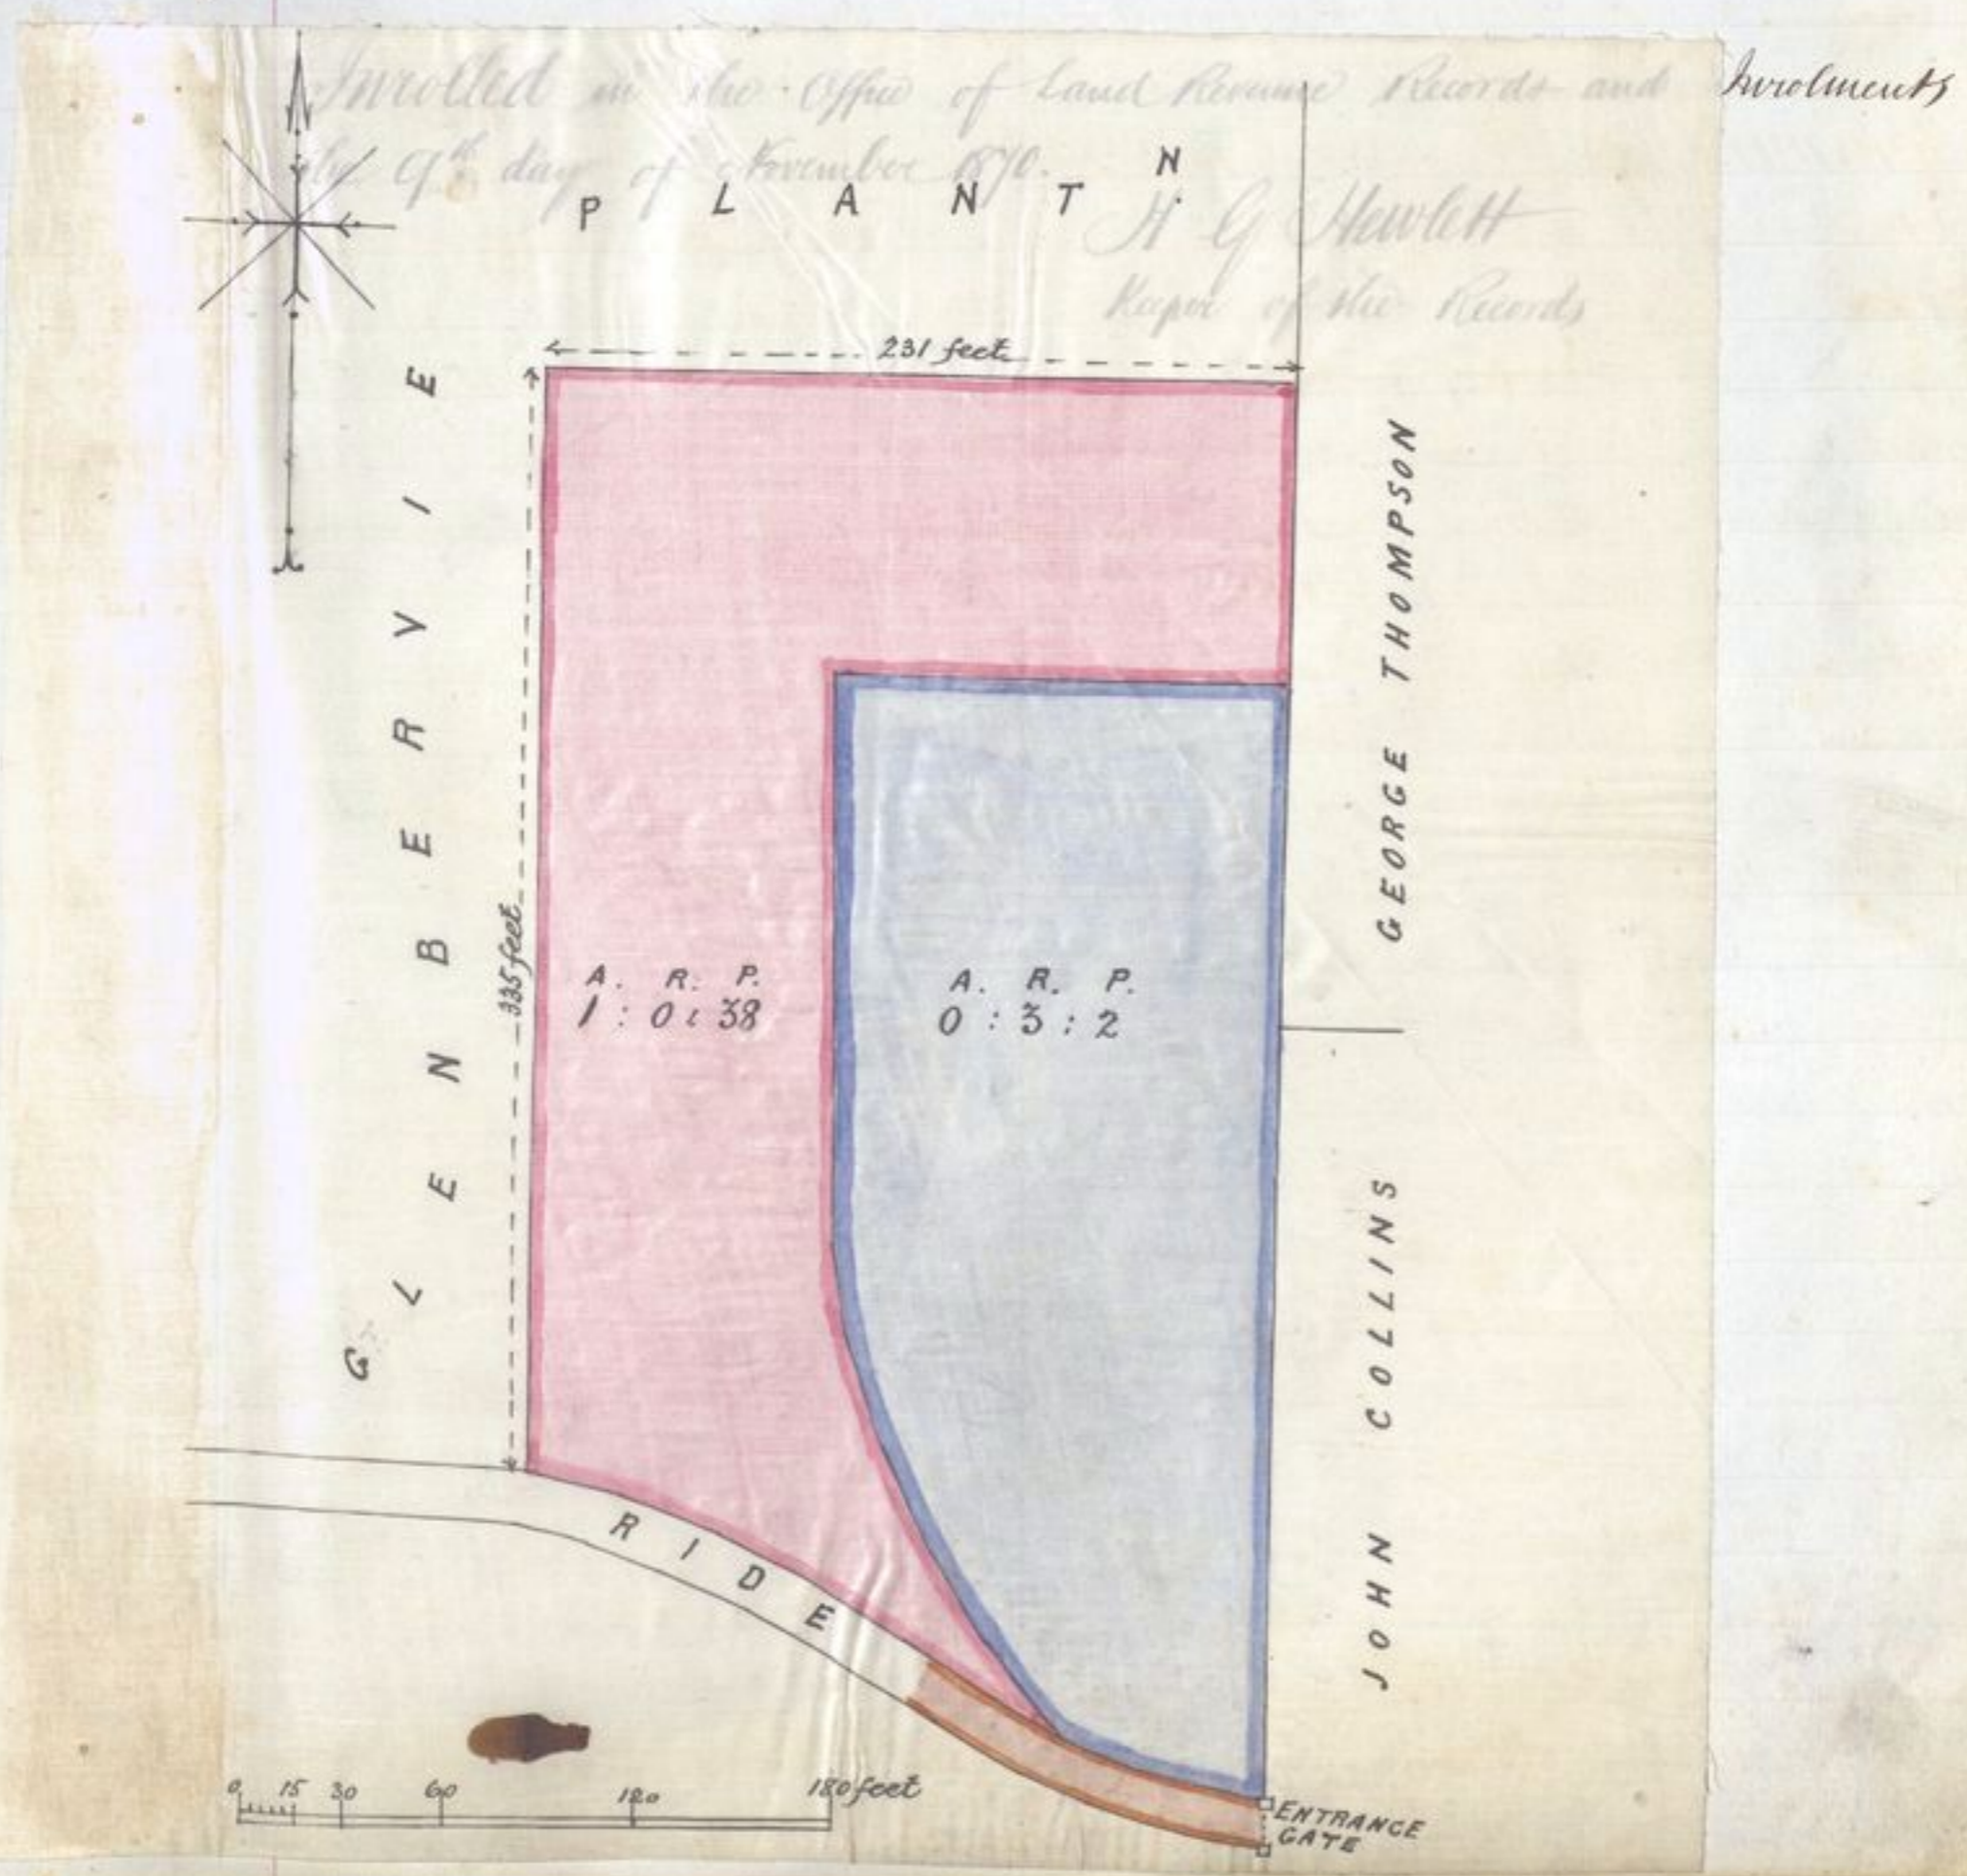 Inrolled in the Office of Land Revenue Records and Inrolments
the 9th day of November 1870.
H G Hewlett
Keeper of the Records
PLANTN.
231 feet
GLENBERVIE
335 feet
GEORGE THOMPSON
A. R. P.
1 : 0 : 38
A. R. P.
0 : 3 : 2
JOHN COLLINS
RIDE
0 15 30 60 120 180 feet
ENTRANCE
GATE